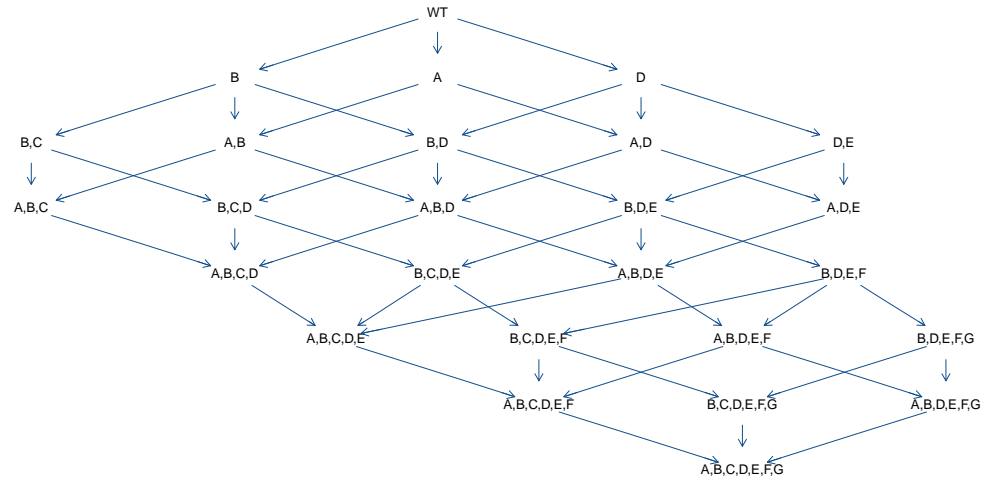 WT
B
A
D
B,C
A,B
B,D
A,D
D,E
A,B,C
B,C,D
A,B,D
B,D,E
A,D,E
A,B,C,D
B,C,D,E
A,B,D,E
B,D,E,F
A,B,C,D,E
B,C,D,E,F
A,B,D,E,F
B,D,E,F,G
A,B,C,D,E,F
B,C,D,E,F,G
A,B,D,E,F,G
A,B,C,D,E,F,G